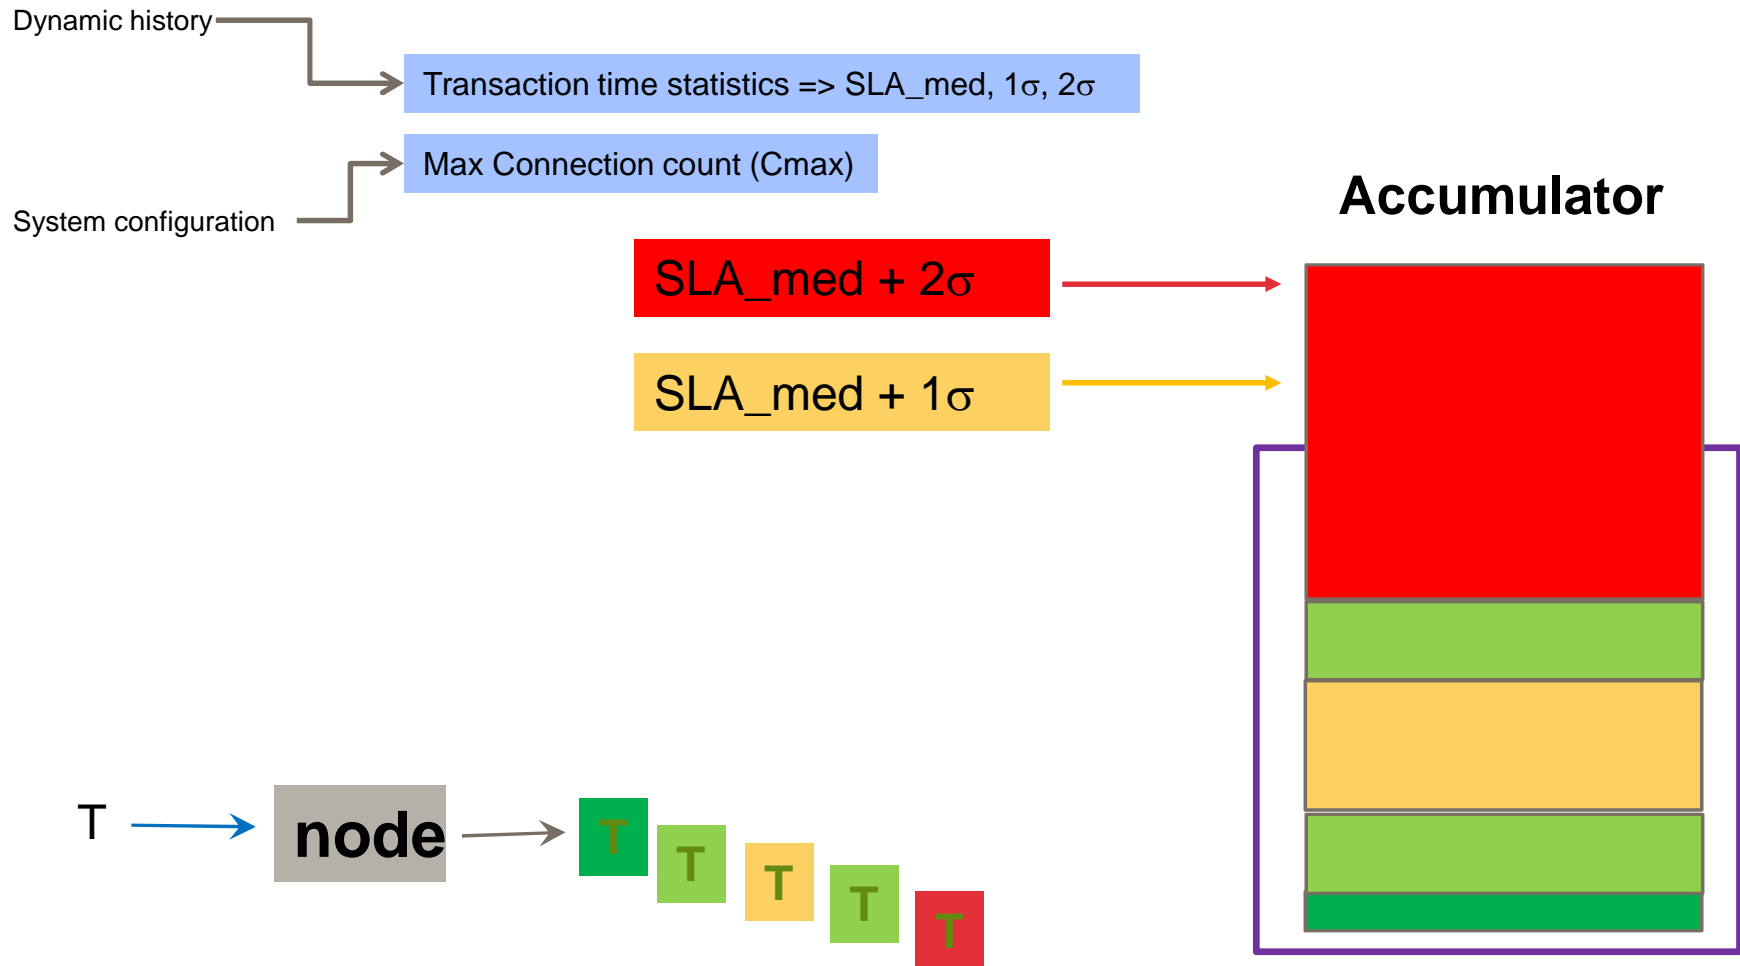 Dynamic history
Transaction time statistics => SLA_med, 1σ, 2σ
Max Connection count (Cmax)
System configuration
Accumulator
SLA_med + 2σ
SLA_med + 1σ
T
node
T
T
T
T
T